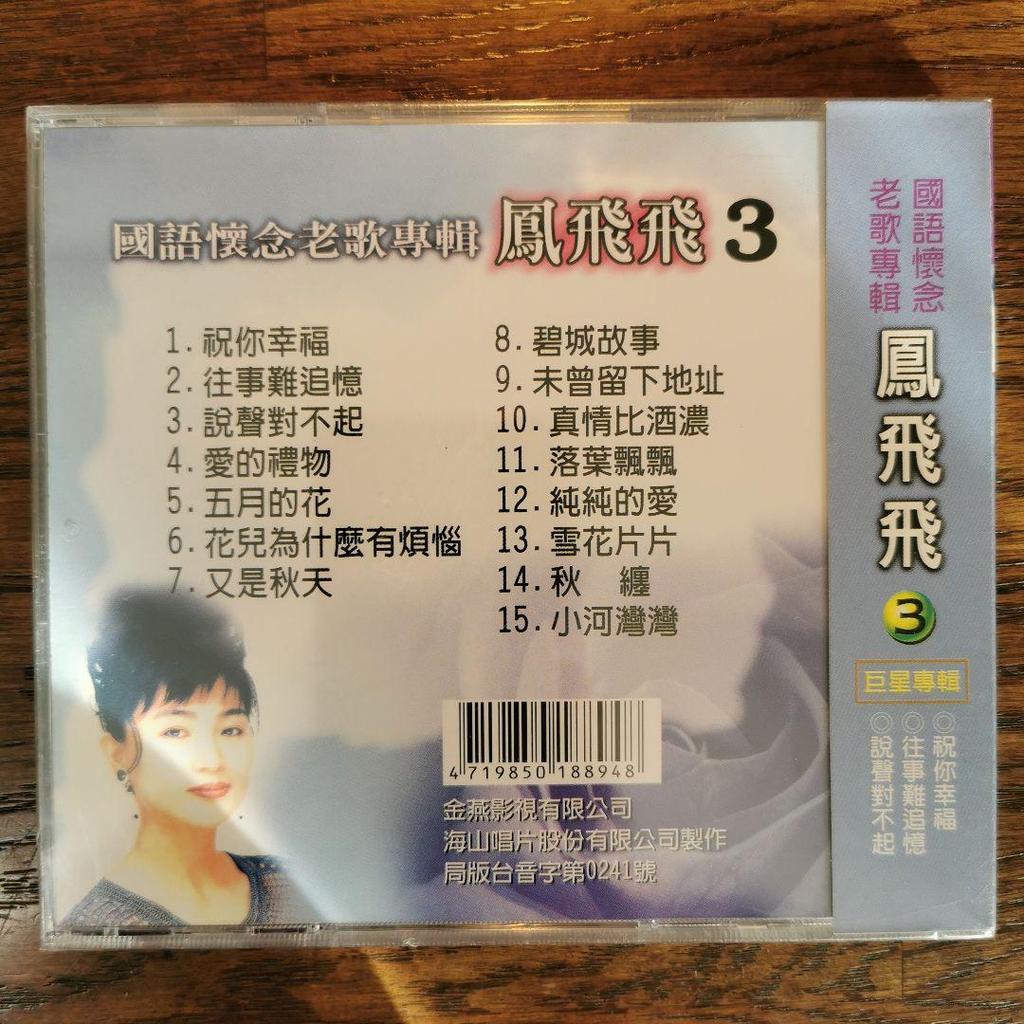 國語懷念老歌專輯 鳳飛飛 3
1. 祝你幸福
2. 往事難追憶
3. 說聲對不起
4. 愛的禮物
5. 五月的花
6. 花兒為什麼有煩惱
7. 又是秋天
8. 碧城故事
9. 未曾留下地址
10. 真情比酒濃
11. 落葉飄飄
12. 純純的愛
13. 雪花片片
14. 秋 纏
15. 小河灣灣
4 719850 188948
金燕影視有限公司
海山唱片股份有限公司製作
局版台音字第0241號
國語懷念
老歌專輯
鳳飛飛
3
巨星專輯
◎祝你幸福
◎往事難追憶
◎說聲對不起